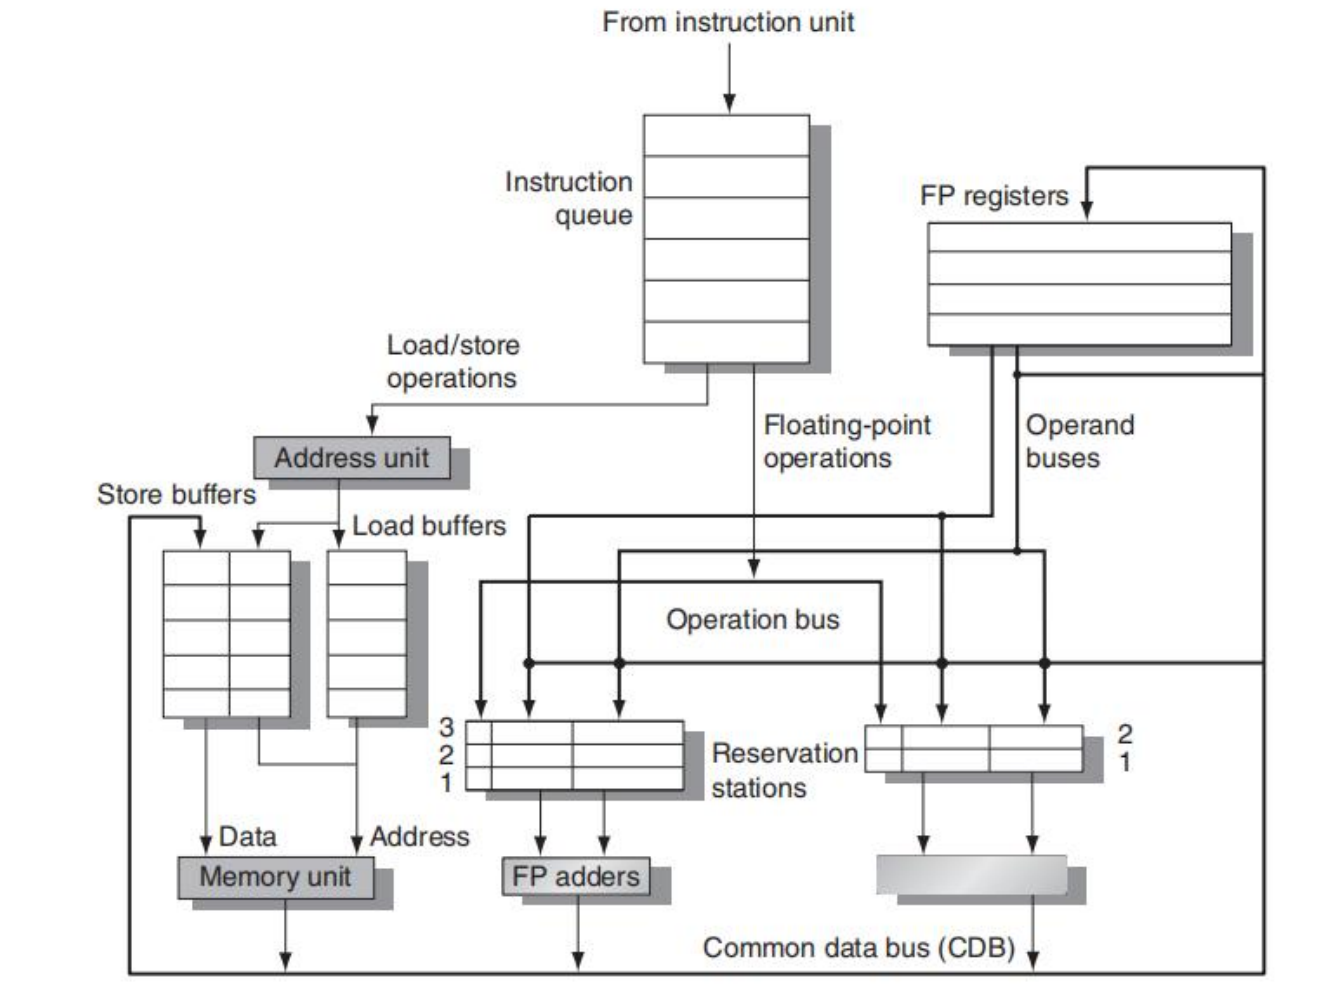 From instruction unit
Instruction
queue
FP registers
Load/store
operations
Floating-point
operations
Operand
buses
Address unit
Store buffers
Load buffers
Operation bus
3
2
1
Reservation
stations
2
1
Data
Address
Memory unit
FP adders
Common data bus (CDB)